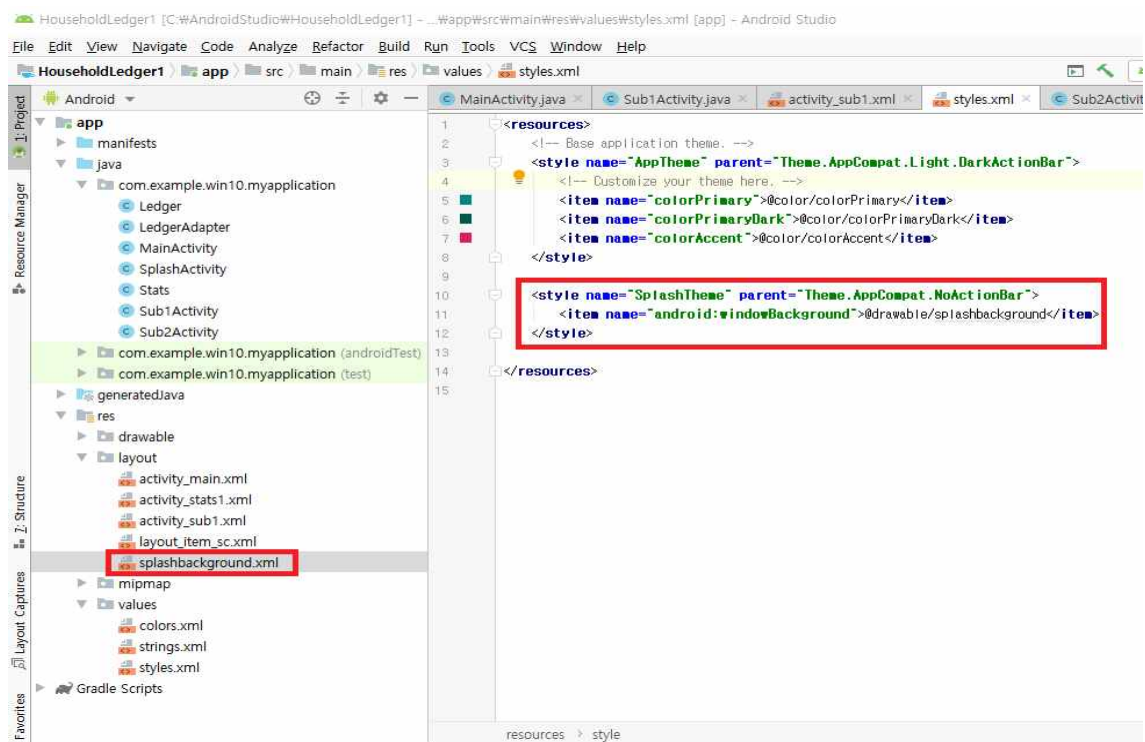 HouseholdLedger1 [C:₩AndroidStudio₩HouseholdLedger1] - ...₩app₩src₩main₩res₩values₩styles.xml [app] - Android Studio
File Edit View Navigate Code Analyze Refactor Build Run Tools VCS Window Help
HouseholdLedger1 app src main res values styles.xml
Android
MainActivity.java Sub1Activity.java activity_sub1.xml styles.xml
1: Project
Resource Manager
7: Structure
Layout Captures
Favorites
app
manifests
java
com.example.win10.myapplication
Ledger
LedgerAdapter
MainActivity
SplashActivity
Stats
Sub1Activity
Sub2Activity
com.example.win10.myapplication (androidTest)
com.example.win10.myapplication (test)
generatedJava
res
drawable
layout
activity_main.xml
activity_stats1.xml
activity_sub1.xml
layout_item_sc.xml
splashbackground.xml
mipmap
values
colors.xml
strings.xml
styles.xml
Gradle Scripts
1 <resources>
2 <!-- Base application theme. -->
3 <style name="AppTheme" parent="Theme.AppCompat.Light.DarkActionBar">
4 <!-- Customize your theme here. -->
5 <item name="colorPrimary">@color/colorPrimary</item>
6 <item name="colorPrimaryDark">@color/colorPrimaryDark</item>
7 <item name="colorAccent">@color/colorAccent</item>
8 </style>
9
10 <style name="SplashTheme" parent="Theme.AppCompat.NoActionBar">
11 <item name="android:windowBackground">@drawable/splashbackground</item>
12 </style>
13
14 </resources>
15
resources › style